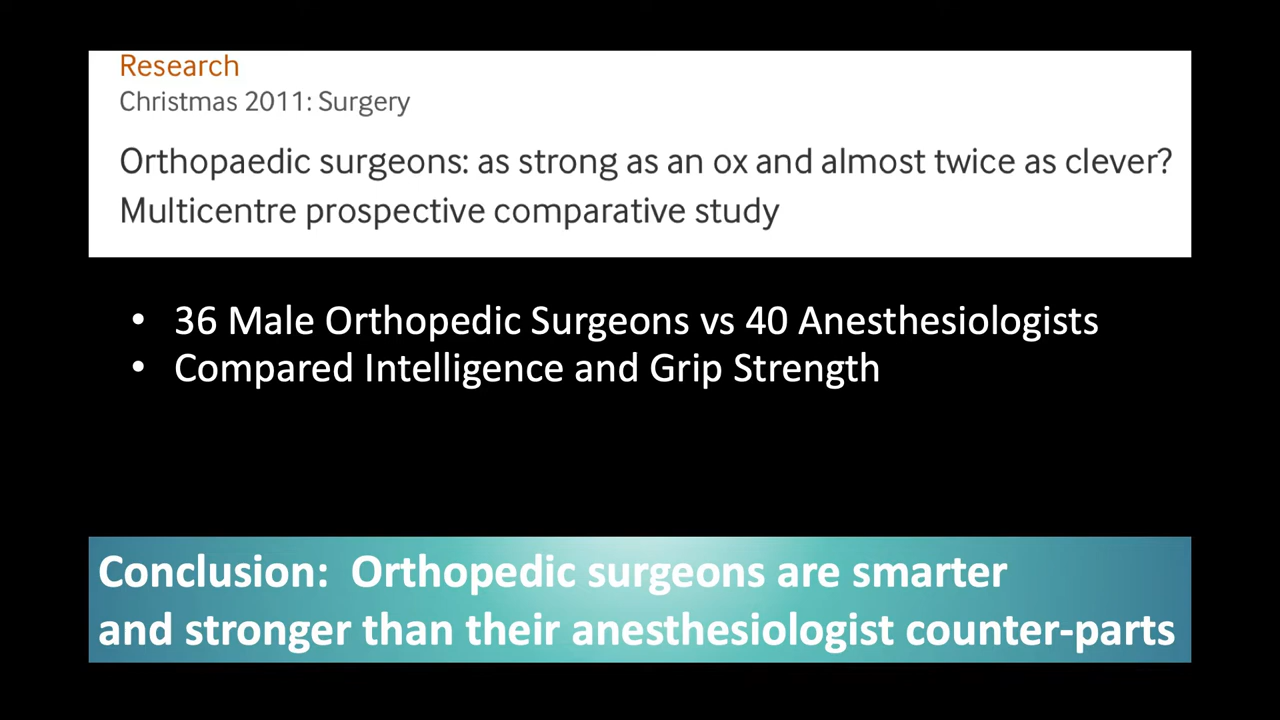 Research
Christmas 2011: Surgery
Orthopaedic surgeons: as strong as an ox and almost twice as clever?
Multicentre prospective comparative study
• 36 Male Orthopedic Surgeons vs 40 Anesthesiologists
• Compared Intelligence and Grip Strength
Conclusion: Orthopedic surgeons are smarter
and stronger than their anesthesiologist counter-parts